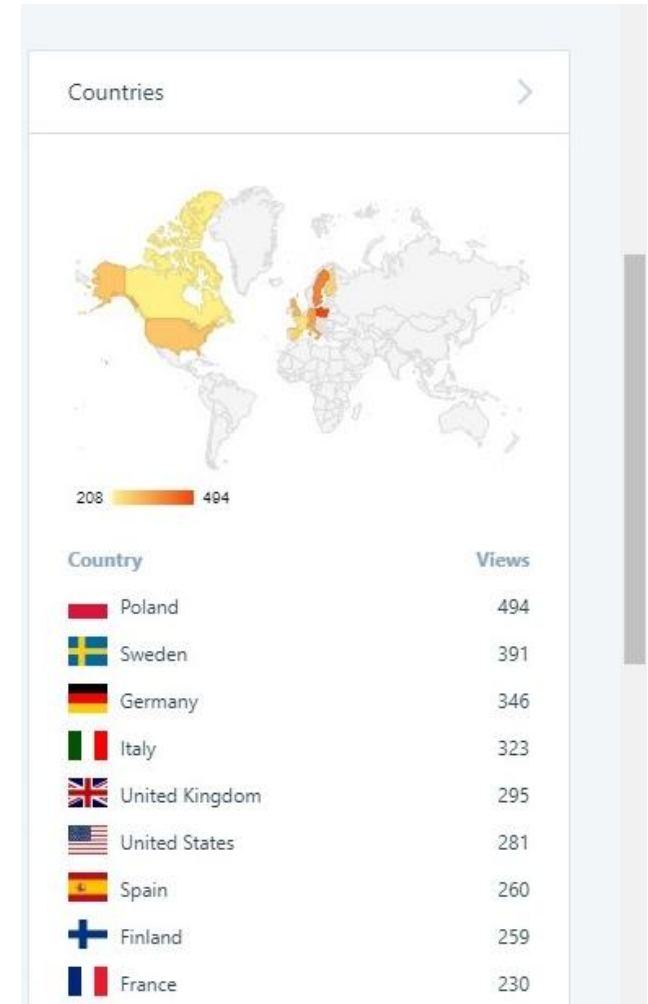 Countries
208 494
Country Views
Poland 494
Sweden 391
Germany 346
Italy 323
United Kingdom 295
United States 281
Spain 260
Finland 259
France 230